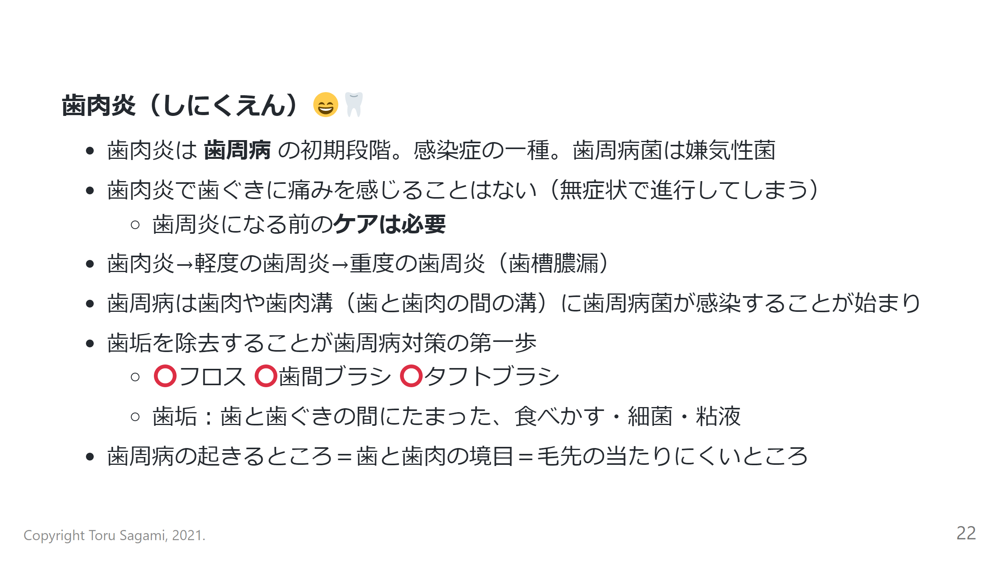 歯肉炎（しにくえん）😄🦷
• 歯肉炎は 歯周病 の初期段階。感染症の一種。歯周病菌は嫌気性菌
• 歯肉炎で歯ぐきに痛みを感じることはない（無症状で進行してしまう）
○ 歯周炎になる前のケアは必要
• 歯肉炎→軽度の歯周炎→重度の歯周炎（歯槽膿漏）
• 歯周病は歯肉や歯肉溝（歯と歯肉の間の溝）に歯周病菌が感染することが始まり
• 歯垢を除去することが歯周病対策の第一歩
○ ⭕フロス ⭕歯間ブラシ ⭕タフトブラシ
○ 歯垢：歯と歯ぐきの間にたまった、食べかす・細菌・粘液
• 歯周病の起きるところ＝歯と歯肉の境目＝毛先の当たりにくいところ
Copyright Toru Sagami, 2021.
22